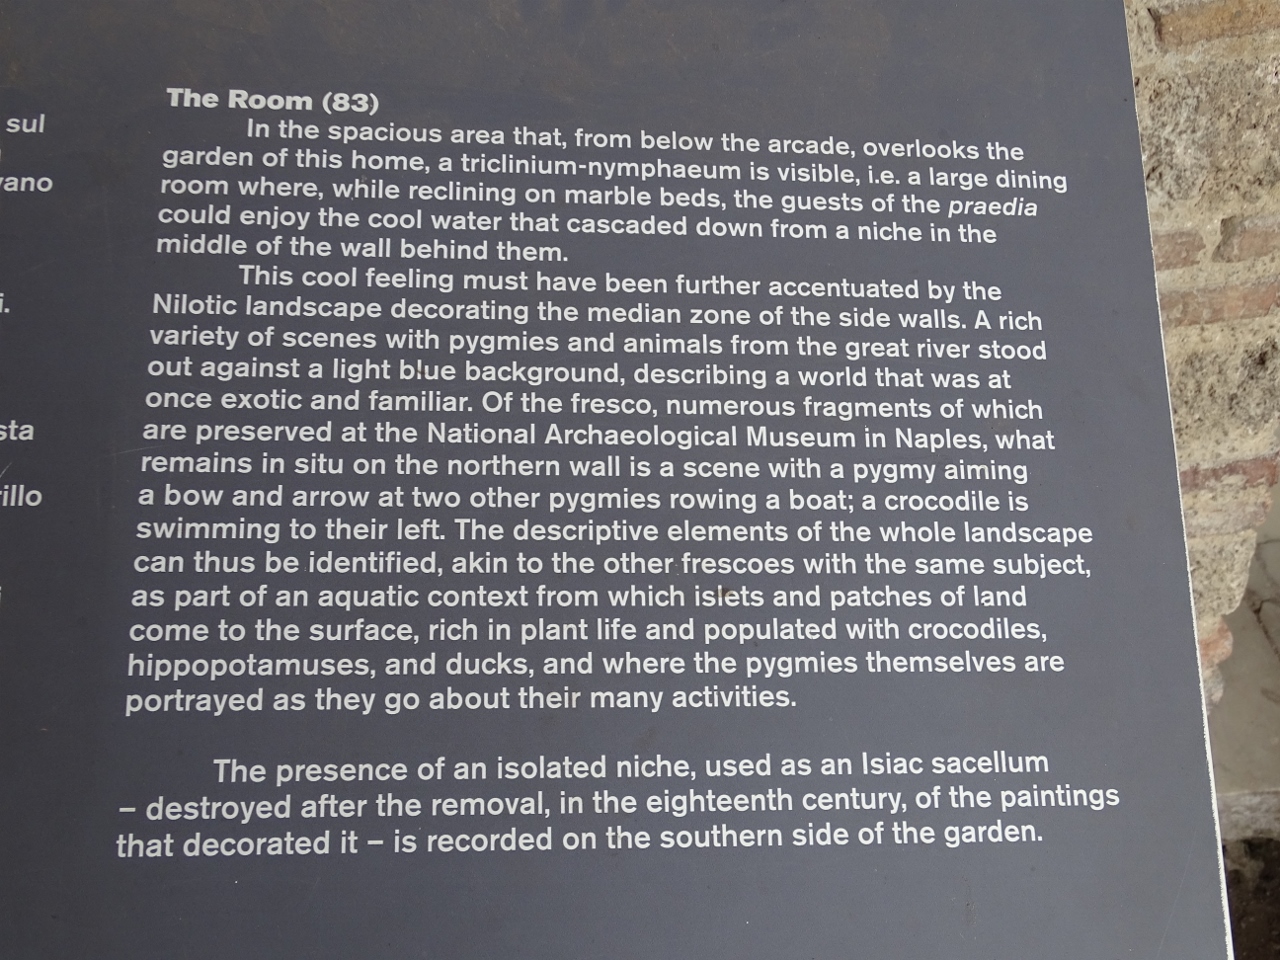 sul
vano
i.
sta
rillo
The Room (83)
In the spacious area that, from below the arcade, overlooks the
garden of this home, a triclinium-nymphaeum is visible, i.e. a large dining
room where, while reclining on marble beds, the guests of the praedia
could enjoy the cool water that cascaded down from a niche in the
middle of the wall behind them.
This cool feeling must have been further accentuated by the
Nilotic landscape decorating the median zone of the side walls. A rich
variety of scenes with pygmies and animals from the great river stood
out against a light blue background, describing a world that was at
once exotic and familiar. Of the fresco, numerous fragments of which
are preserved at the National Archaeological Museum in Naples, what
remains in situ on the northern wall is a scene with a pygmy aiming
a bow and arrow at two other pygmies rowing a boat; a crocodile is
swimming to their left. The descriptive elements of the whole landscape
can thus be identified, akin to the other frescoes with the same subject,
as part of an aquatic context from which islets and patches of land
come to the surface, rich in plant life and populated with crocodiles,
hippopotamuses, and ducks, and where the pygmies themselves are
portrayed as they go about their many activities.
The presence of an isolated niche, used as an Isiac sacellum
– destroyed after the removal, in the eighteenth century, of the paintings
that decorated it – is recorded on the southern side of the garden.